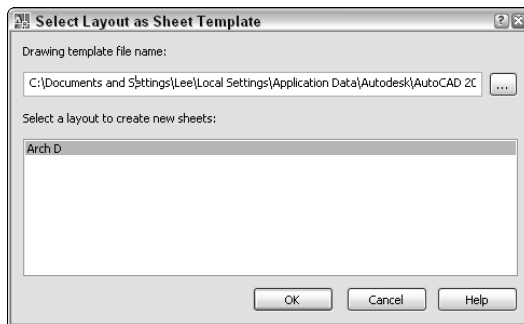 Select Layout as Sheet Template
Drawing template file name:
C:\Documents and Settings\Lee\Local Settings\Application Data\Autodesk\AutoCAD 20
...
Select a layout to create new sheets:
Arch D
OK Cancel Help